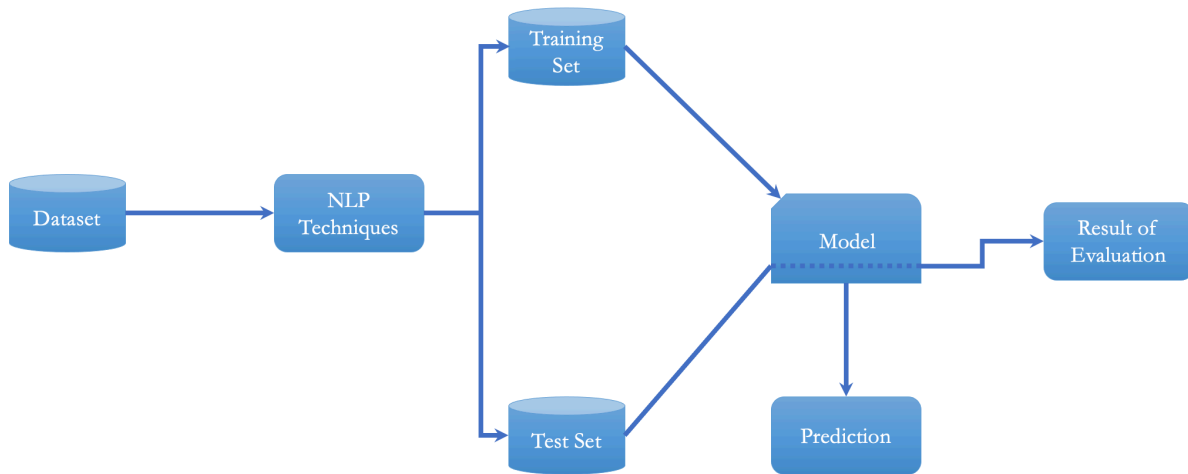 Training
Set
Dataset
NLP
Techniques
Model
Result of
Evaluation
Test Set
Prediction